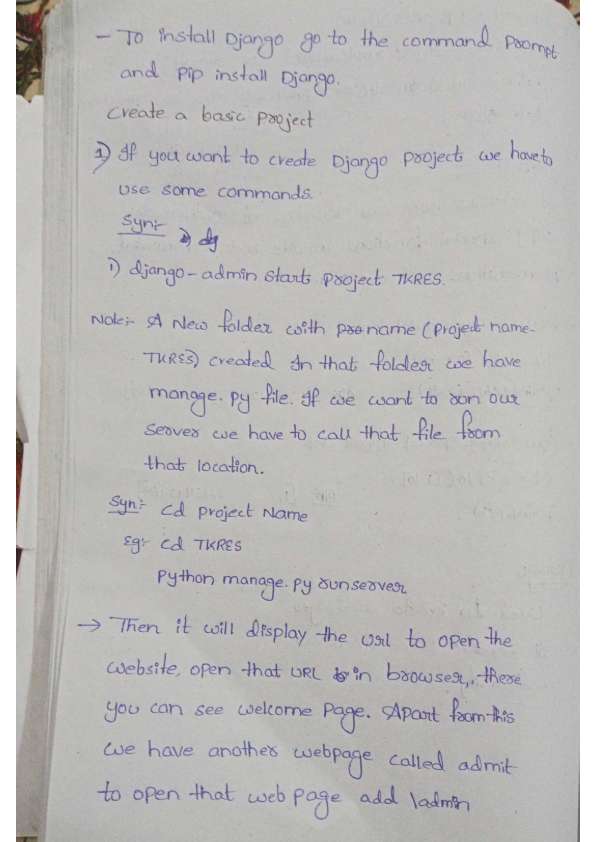 - To install Django go to the command Prompt
and pip install Django.
Create a basic project
1) If you want to create Django project we have to
use some commands.
Syn:-
1) django-admin starts project TKRES.
Note:- A New folder with pro name (Project name-
TKRES) created In that folder we have
manage.py file. If we want to run our
Server we have to call that file from
that location.
Syn:- cd project Name
Eg:- cd TKRES
Python manage.py runserver
→ Then it will display the url to open the
website, open that URL in browser, there
you can see welcome Page. Apart from this
we have another webpage called admit
to open that web page add \admin